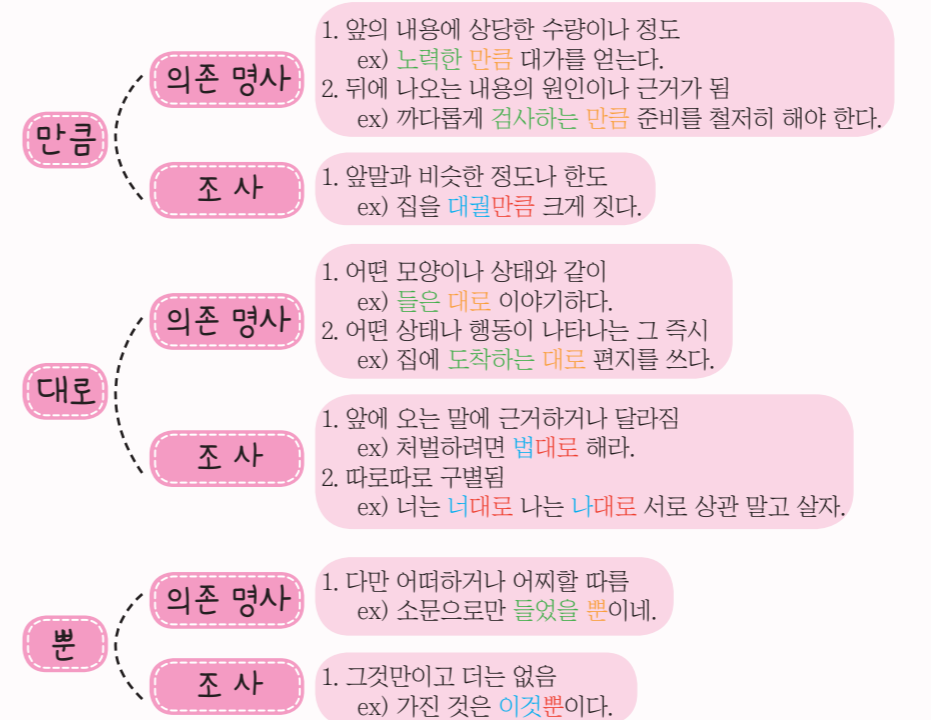 만큼
의존 명사
1. 앞의 내용에 상당한 수량이나 정도
ex) 노력한 만큼 대가를 얻는다.
2. 뒤에 나오는 내용의 원인이나 근거가 됨
ex) 까다롭게 검사하는 만큼 준비를 철저히 해야 한다.
조 사
1. 앞말과 비슷한 정도나 한도
ex) 집을 대궐만큼 크게 짓다.
대로
의존 명사
1. 어떤 모양이나 상태와 같이
ex) 들은 대로 이야기하다.
2. 어떤 상태나 행동이 나타나는 그 즉시
ex) 집에 도착하는 대로 편지를 쓰다.
조 사
1. 앞에 오는 말에 근거하거나 달라짐
ex) 처벌하려면 법대로 해라.
2. 따로따로 구별됨
ex) 너는 너대로 나는 나대로 서로 상관 말고 살자.
뿐
의존 명사
1. 다만 어떠하거나 어찌할 따름
ex) 소문으로만 들었을 뿐이네.
조 사
1. 그것만이고 더는 없음
ex) 가진 것은 이것뿐이다.